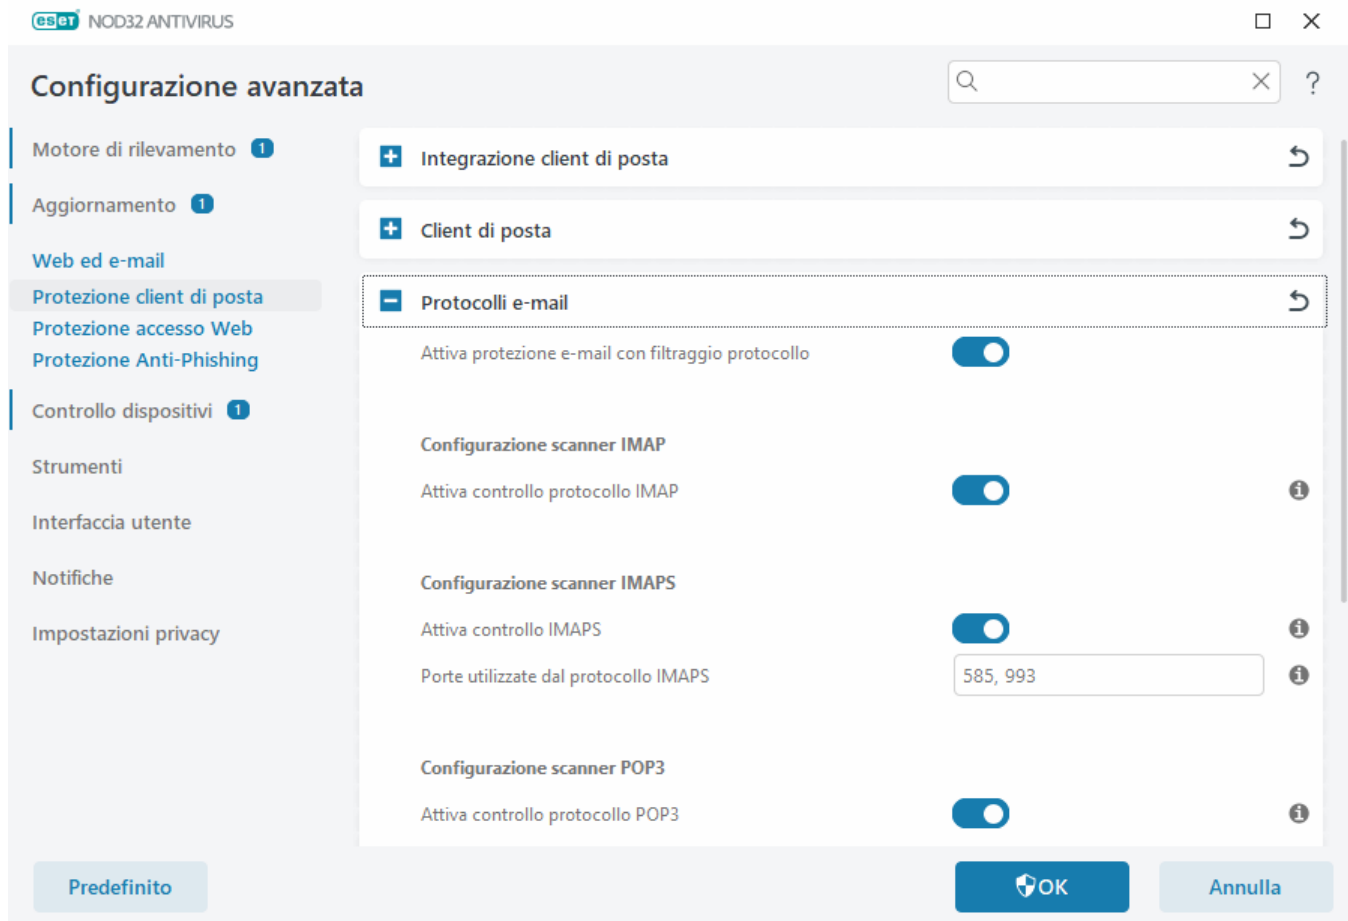 eset NOD32 ANTIVIRUS
Configurazione avanzata
Motore di rilevamento 1
Aggiornamento 1
Web ed e-mail
Protezione client di posta
Protezione accesso Web
Protezione Anti-Phishing
Controllo dispositivi 1
Strumenti
Interfaccia utente
Notifiche
Impostazioni privacy
Integrazione client di posta
Client di posta
Protocolli e-mail
Attiva protezione e-mail con filtraggio protocollo
Configurazione scanner IMAP
Attiva controllo protocollo IMAP
Configurazione scanner IMAPS
Attiva controllo IMAPS
Porte utilizzate dal protocollo IMAPS 585, 993
Configurazione scanner POP3
Attiva controllo protocollo POP3
Predefinito OK Annulla